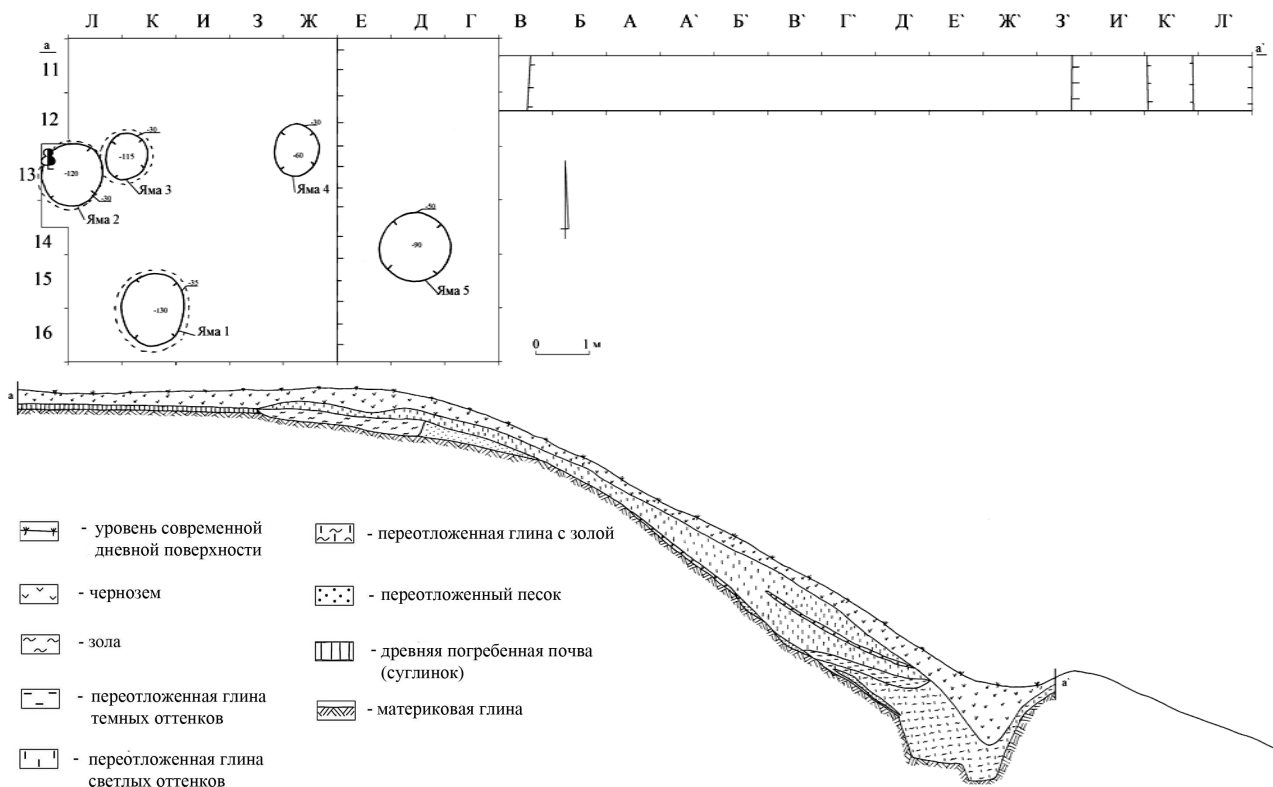 Л К И З Ж Е Д Г В Б А А` Б` В` Г` Д` Е` Ж` З` И` К` Л`
а
а`
11
12
13
14
15
16
-30
-115
Яма 3
-120
-30
Яма 2
-30
-60
Яма 4
-50
-90
Яма 5
-35
-130
Яма 1
0 1 м
а
а`
- уровень современной
дневной поверхности
- чернозем
- зола
- переотложенная глина
темных оттенков
- переотложенная глина
светлых оттенков
- переотложенная глина с золой
- переотложенный песок
- древняя погребенная почва
(суглинок)
- материковая глина